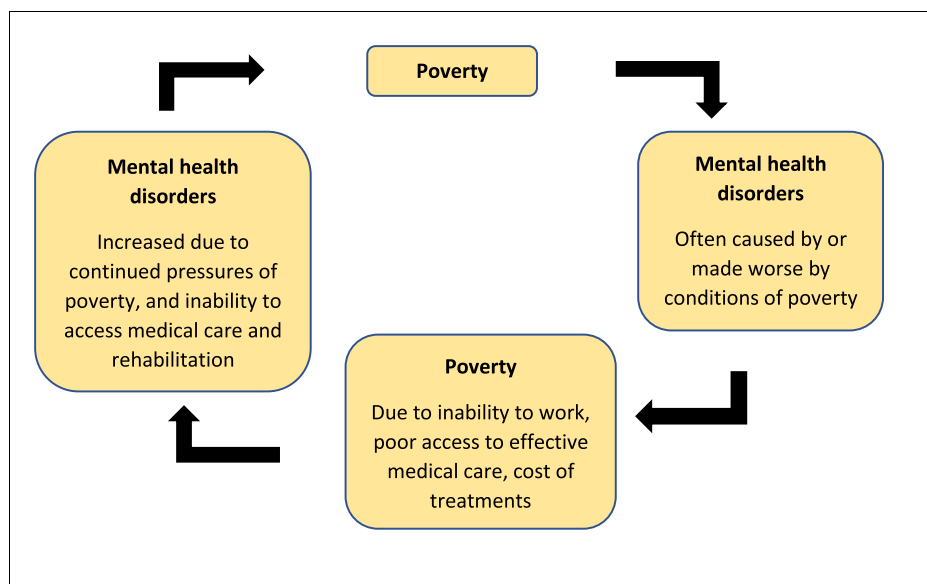 Poverty
Mental health
disorders
Often caused by or
made worse by
conditions of poverty
Poverty
Due to inability to work,
poor access to effective
medical care, cost of
treatments
Mental health
disorders
Increased due to
continued pressures of
poverty, and inability to
access medical care and
rehabilitation